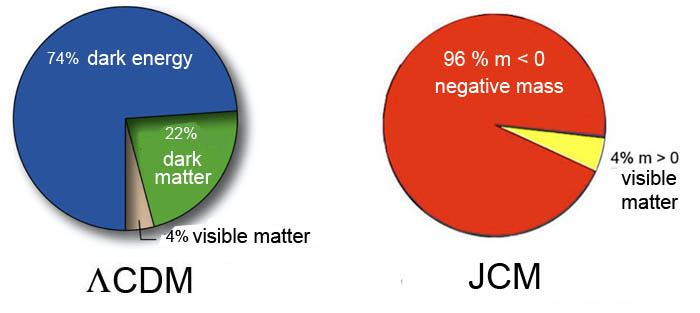 74% dark energy
22%
dark
matter
4% visible matter
ΛCDM
96 % m < 0
negative mass
4% m > 0
visible
matter
JCM